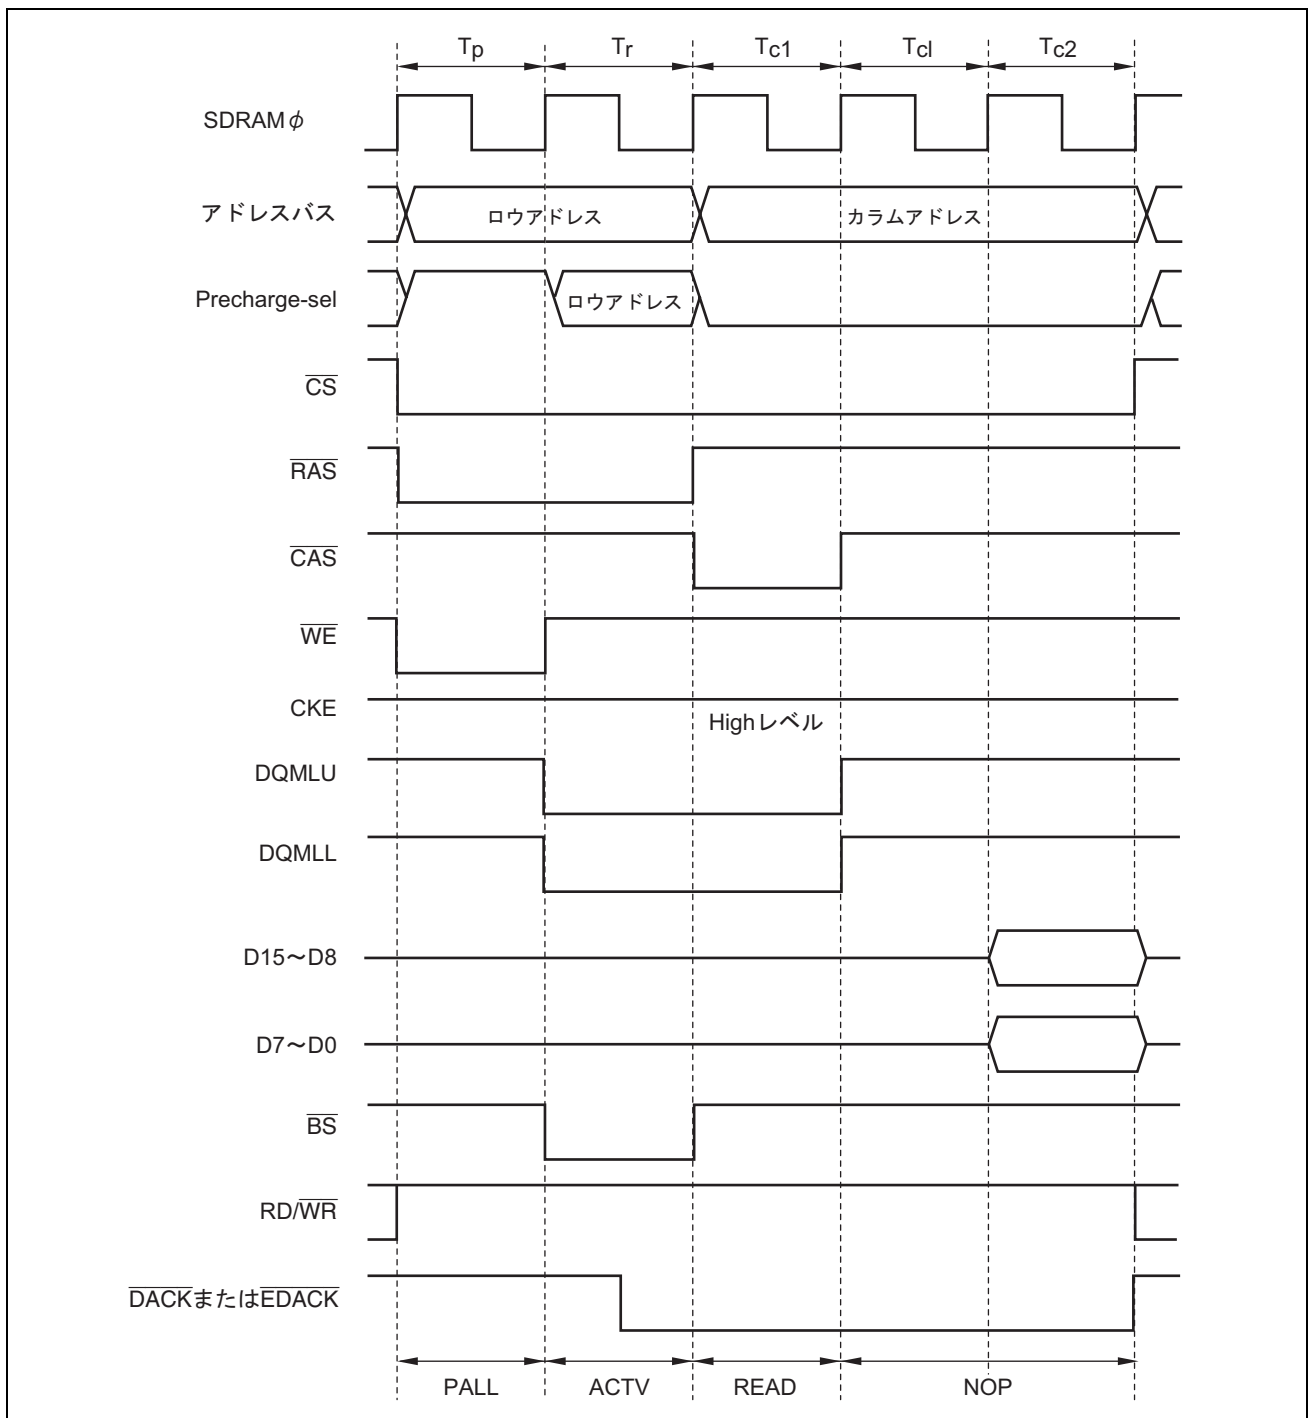 Tp Tr Tc1 Tcl Tc2
SDRAMφ
アドレスバス ロウアドレス カラムアドレス
Precharge-sel ロウアドレス
CS
RAS
CAS
WE
CKE
Highレベル
DQMLU
DQMLL
D15～D8
D7～D0
BS
RD/WR
DACKまたはEDACK
PALL ACTV READ NOP